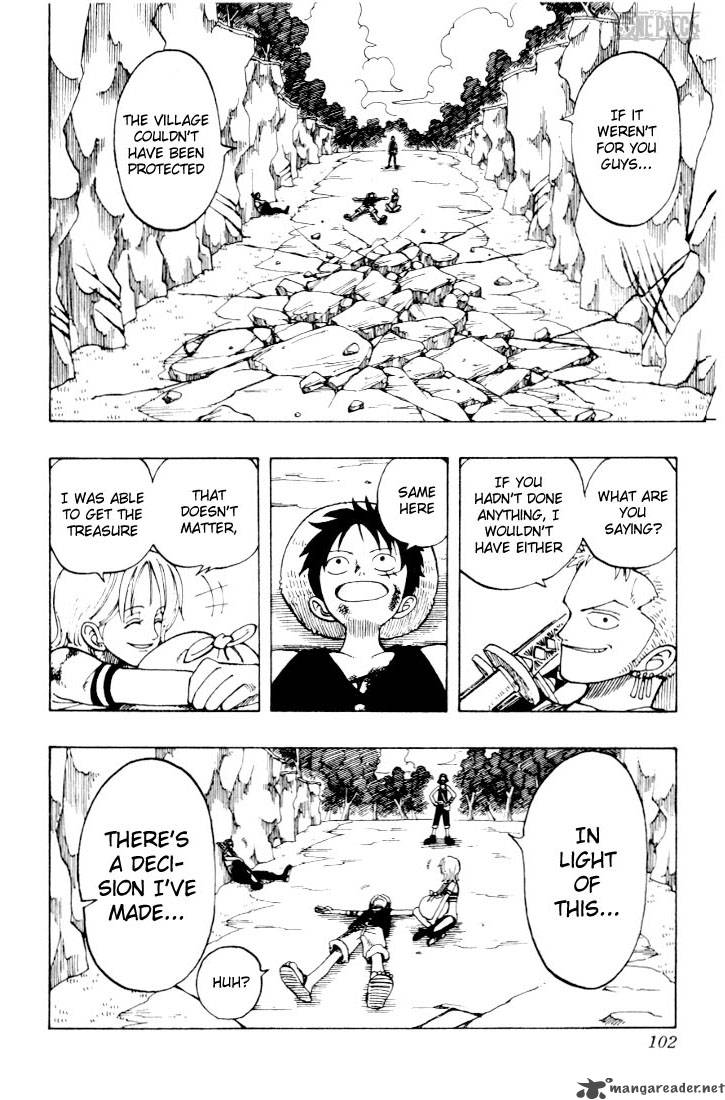 ONE PIECE
IF IT
WEREN'T
FOR YOU
GUYS...
THE VILLAGE
COULDN'T
HAVE BEEN
PROTECTED
WHAT ARE
YOU
SAYING?
IF YOU
HADN'T DONE
ANYTHING, I
WOULDN'T
HAVE EITHER
SAME
HERE
THAT
DOESN'T
MATTER,
I WAS ABLE
TO GET THE
TREASURE
IN
LIGHT
OF
THIS...
THERE'S
A DECI-
SION I'VE
MADE...
HUH?
102
mangareader.net